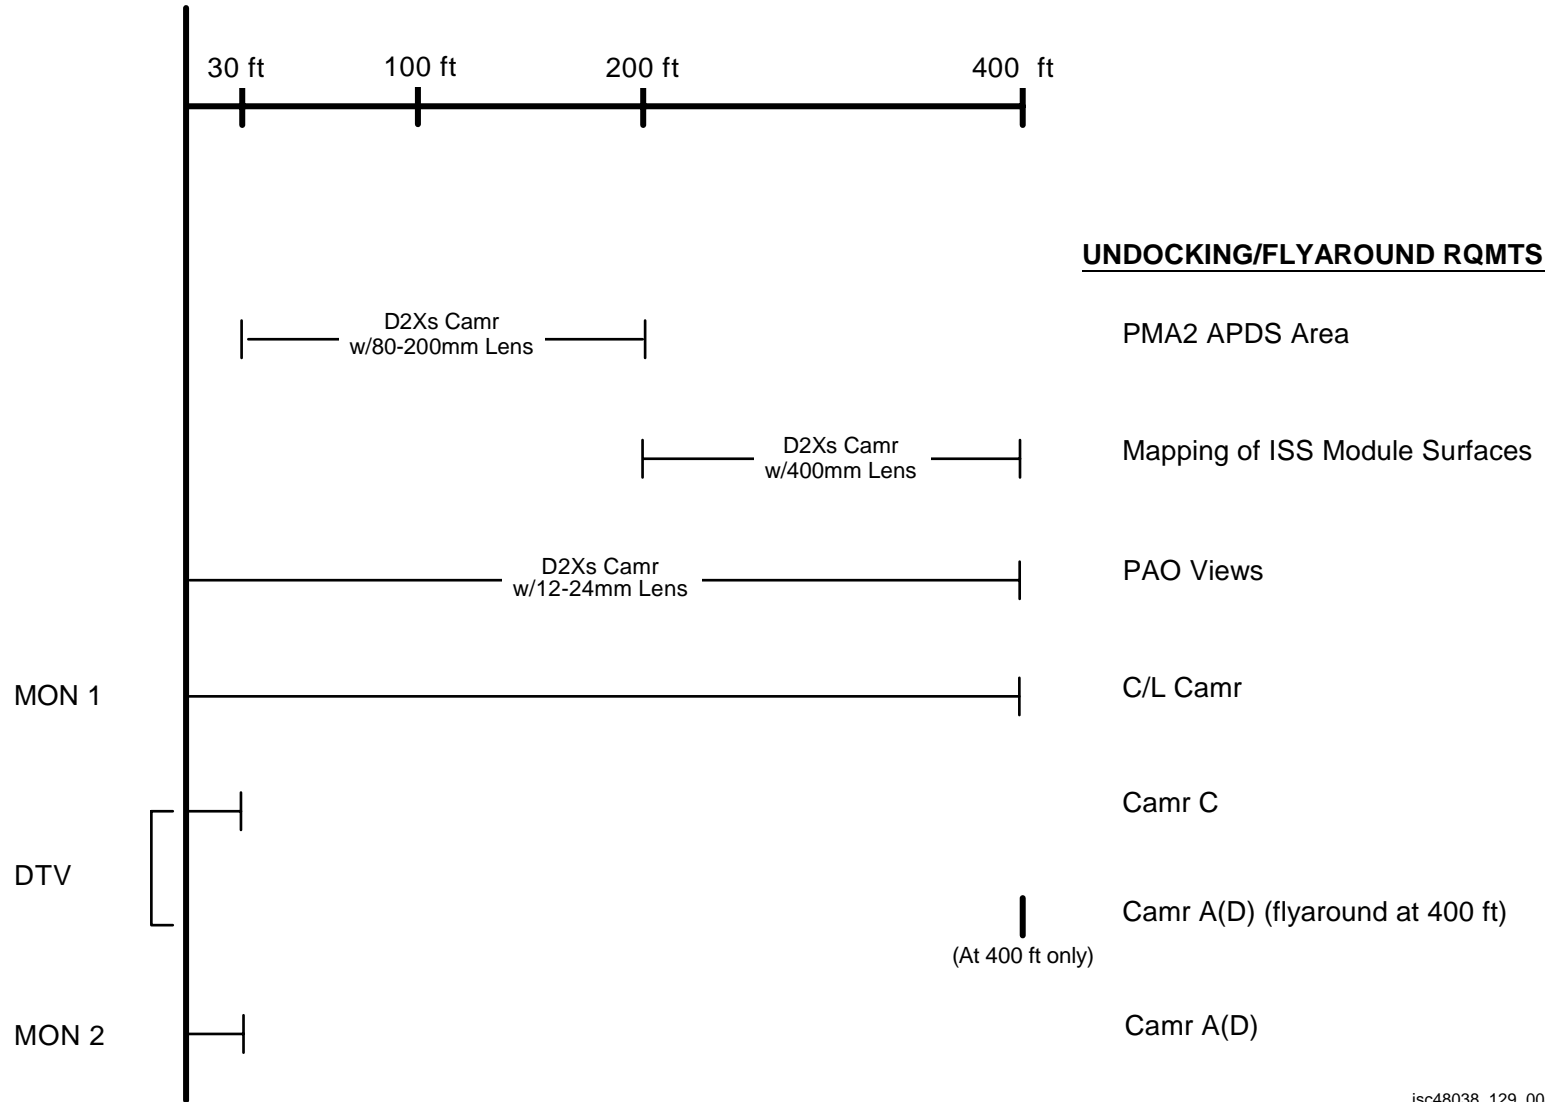 30 ft
100 ft
200 ft
400 ft
UNDOCKING/FLYAROUND RQMTS
D2Xs Camr
w/80-200mm Lens
PMA2 APDS Area
D2Xs Camr
w/400mm Lens
Mapping of ISS Module Surfaces
D2Xs Camr
w/12-24mm Lens
PAO Views
MON 1
C/L Camr
Camr C
DTV
Camr A(D) (flyaround at 400 ft)
(At 400 ft only)
MON 2
Camr A(D)
jsc48038_129_00